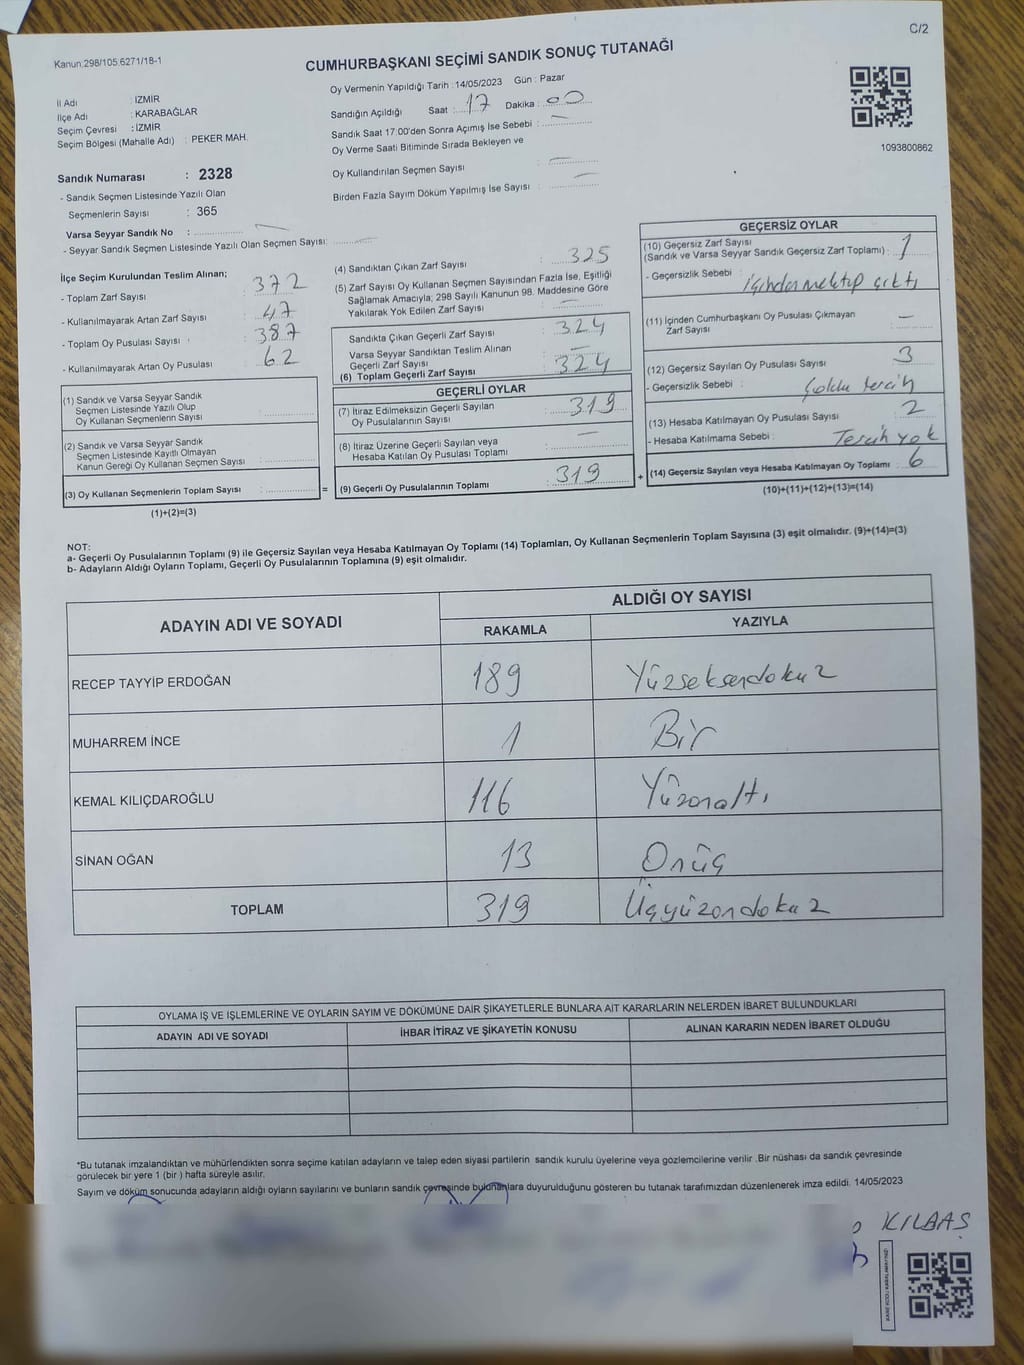 C/2
Kanun:298/105.6271/18-1
CUMHURBAŞKANI SEÇİMİ SANDIK SONUÇ TUTANAĞI
İl Adı : İZMİR
İlçe Adı : KARABAĞLAR
Seçim Çevresi : İZMİR
Seçim Bölgesi (Mahalle Adı) : PEKER MAH.
Sandık Numarası : 2328
- Sandık Seçmen Listesinde Yazılı Olan
Seçmenlerin Sayısı : 365
Varsa Seyyar Sandık No :
- Seyyar Sandık Seçmen Listesinde Yazılı Olan Seçmen Sayısı:
Oy Vermenin Yapıldığı Tarih :14/05/2023 Gün : Pazar
Sandığın Açıldığı Saat : 17 Dakika : 00
Sandık Saat 17.00'den Sonra Açımış İse Sebebi :
Oy Verme Saati Bitiminde Sırada Bekleyen ve
Oy Kullandırılan Seçmen Sayısı :
Birden Fazla Sayım Döküm Yapılmış İse Sayısı :
1093800862
İlçe Seçim Kurulundan Teslim Alınan;
- Toplam Zarf Sayısı : 372
- Kullanılmayarak Artan Zarf Sayısı : 47
- Toplam Oy Pusulası Sayısı : 387
- Kullanılmayarak Artan Oy Pusulası : 62
(1) Sandık ve Varsa Seyyar Sandık
Seçmen Listesinde Yazılı Olup
Oy Kullanan Seçmenlerin Sayısı :
(2) Sandık ve Varsa Seyyar Sandık
Seçmen Listesinde Kayıtlı Olmayan
Kanun Gereği Oy Kullanan Seçmen Sayısı :
(3) Oy Kullanan Seçmenlerin Toplam Sayısı : =
(1)+(2)=(3)
(4) Sandıktan Çıkan Zarf Sayısı : 325
(5) Zarf Sayısı Oy Kullanan Seçmen Sayısından Fazla İse, Eşitliği
Sağlamak Amacıyla; 298 Sayılı Kanunun 98. Maddesine Göre
Yakılarak Yok Edilen Zarf Sayısı : —
Sandıkta Çıkan Geçerli Zarf Sayısı : 324
Varsa Seyyar Sandıktan Teslim Alınan
Geçerli Zarf Sayısı : —
(6) Toplam Geçerli Zarf Sayısı : 324
GEÇERLİ OYLAR
(7) İtiraz Edilmeksizin Geçerli Sayılan
Oy Pusulasının Sayısı : 319
(8) İtiraz Üzerine Geçerli Sayılan veya
Hesaba Katılan Oy Pusulası Toplamı : —
(9) Geçerli Oy Pusulalarının Toplamı : 319 +
GEÇERSİZ OYLAR
(10) Geçersiz Zarf Sayısı
(Sandık ve Varsa Seyyar Sandık Geçersiz Zarf Toplamı) : 1
- Geçersizlik Sebebi : İçinden mektup çıktı
(11) İçinden Cumhurbaşkanı Oy Pusulası Çıkmayan
Zarf Sayısı : —
(12) Geçersiz Sayılan Oy Pusulası Sayısı : 3
- Geçersizlik Sebebi : Çoklu tercih
(13) Hesaba Katılmayan Oy Pusulası Sayısı : 2
- Hesaba Katılmama Sebebi : Tercih yok
(14) Geçersiz Sayılan veya Hesaba Katılmayan Oy Toplamı : 6
(10)+(11)+(12)+(13)=(14)
NOT:
a- Geçerli Oy Pusulalarının Toplamı (9) ile Geçersiz Sayılan veya Hesaba Katılmayan Oy Toplamı (14) Toplamları, Oy Kullanan Seçmenlerin Toplam Sayısına (3) eşit olmalıdır. (9)+(14)=(3)
b- Adayların Aldığı Oyların Toplamı, Geçerli Oy Pusulalarının Toplamına (9) eşit olmalıdır.
ADAYIN ADI VE SOYADI
ALDIĞI OY SAYISI
RAKAMLA YAZIYLA
RECEP TAYYİP ERDOĞAN 189 Yüzseksendokuz
MUHARREM İNCE 1 Bir
KEMAL KILIÇDAROĞLU 116 Yüzonaltı
SİNAN OĞAN 13 Onüç
TOPLAM 319 Üçyüzondokuz
OYLAMA İŞ VE İŞLEMLERİNE VE OYLARIN SAYIM VE DÖKÜMÜNE DAİR ŞİKAYETLERLE BUNLARA AİT KARARLARIN NELERDEN İBARET BULUNDUKLARI
ADAYIN ADI VE SOYADI İHBAR İTİRAZ VE ŞİKAYETİN KONUSU ALINAN KARARIN NEDEN İBARET OLDUĞU
*Bu tutanak imzalandıktan ve mühürlendikten sonra seçime katılan adayların ve talep eden siyasi partilerin sandık kurulu üyelerine veya gözlemcilerine verilir .Bir nüshası da sandık çevresinde
görülecek bir yere 1 (bir ) hafta süreyle asılır.
Sayım ve döküm sonucunda adayların aldığı oyların sayılarını ve bunların sandık çevresinde bulunanlara duyurulduğunu gösteren bu tutanak tarafımızdan düzenlenerek imza edildi. 14/05/2023
KILBAŞ